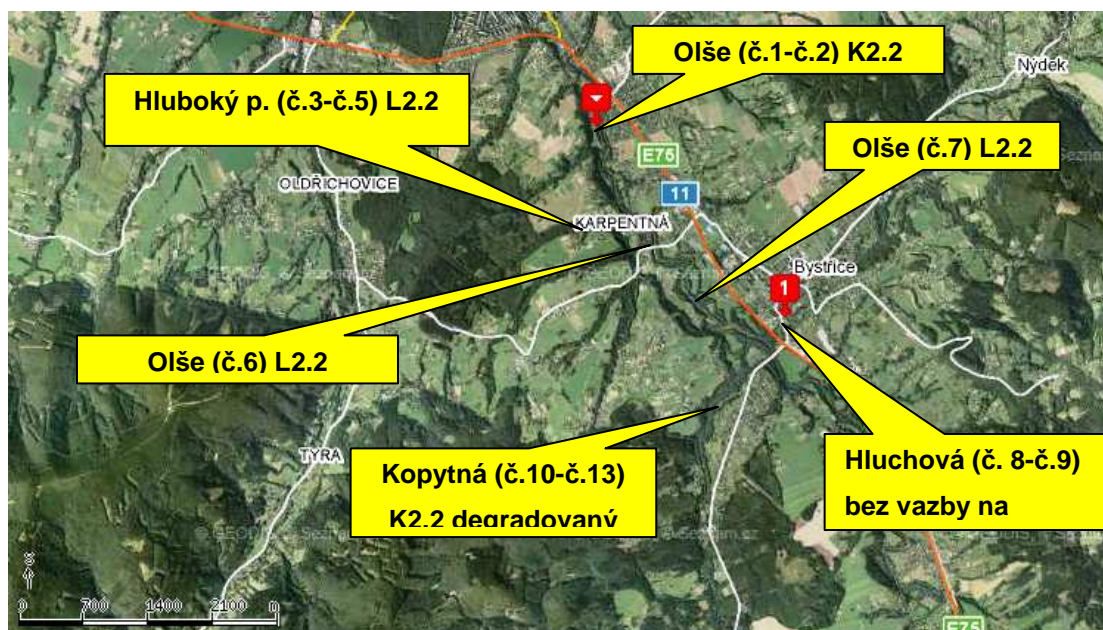 Olše (č.1-č.2) K2.2
Nýdek
Hluboký p. (č.3-č.5) L2.2
Olše (č.7) L2.2
E75
OLDŘICHOVICE
11
KARPENTNÁ
Bystřice
1
Olše (č.6) L2.2
TYRA
Kopytná (č.10-č.13)
K2.2 degradovaný
Hluchová (č. 8-č.9)
bez vazby na
0 700 1400 2100 m
E75